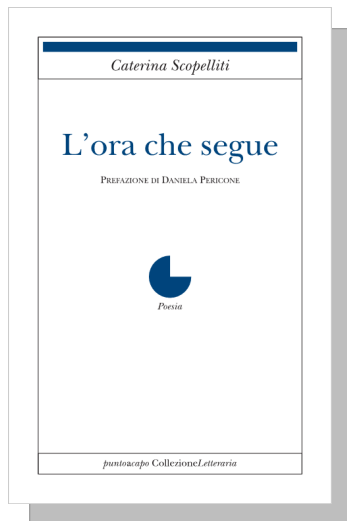 Caterina Scopelliti
L’ora che segue
Prefazione di Daniela Pericone
Poesia
puntoacapo CollezioneLetteraria